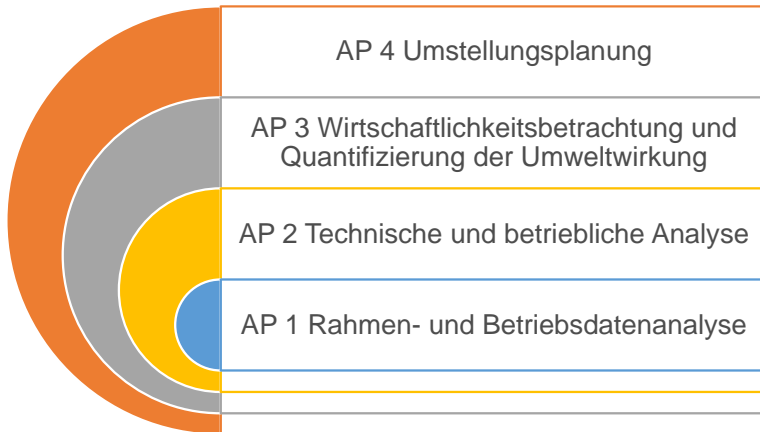 AP 4 Umstellungsplanung
AP 3 Wirtschaftlichkeitsbetrachtung und
Quantifizierung der Umweltwirkung
AP 2 Technische und betriebliche Analyse
AP 1 Rahmen- und Betriebsdatenanalyse